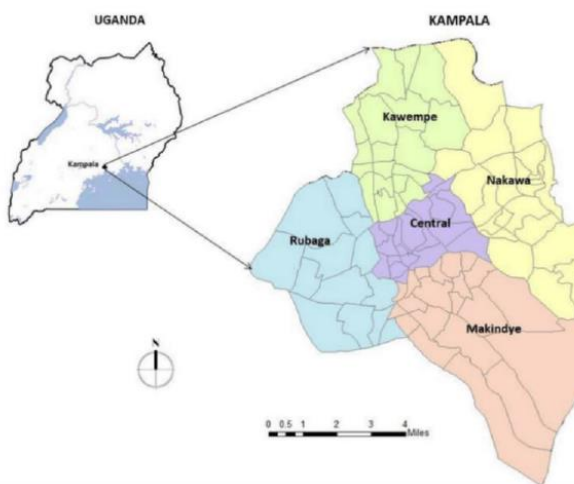 UGANDA
KAMPALA
Kampala
Kawempe
Nakawa
Central
Rubaga
Makindye
N
0 0.5 1 2 3 4
Miles